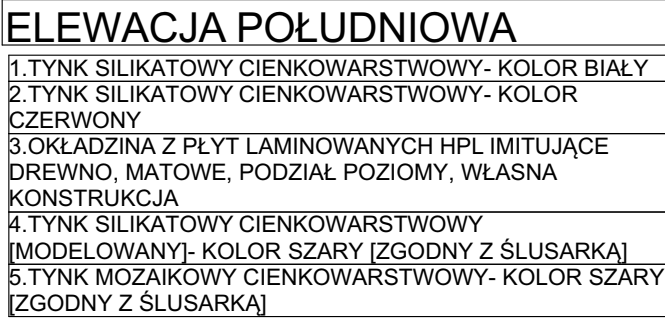 ELEWACJA POŁUDNIOWA
1.TYNK SILIKATOWY CIENKOWARSTWOWY- KOLOR BIAŁY
2.TYNK SILIKATOWY CIENKOWARSTWOWY- KOLOR
CZERWONY
3.OKŁADZINA Z PŁYT LAMINOWANYCH HPL IMITUJĄCE
DREWNO, MATOWE, PODZIAŁ POZIOMY, WŁASNA
KONSTRUKCJA
4.TYNK SILIKATOWY CIENKOWARSTWOWY
[MODELOWANY]- KOLOR SZARY [ZGODNY Z ŚLUSARKĄ]
5.TYNK MOZAIKOWY CIENKOWARSTWOWY- KOLOR SZARY
[ZGODNY Z ŚLUSARKĄ]